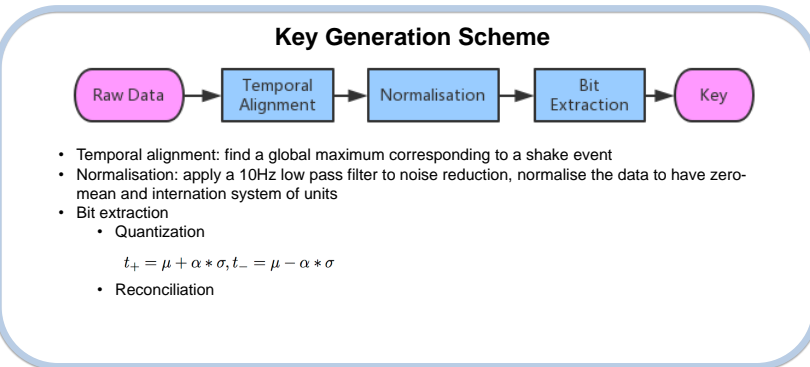 Key Generation Scheme
Raw Data
Temporal
Alignment
Normalisation
Bit
Extraction
Key
• Temporal alignment: find a global maximum corresponding to a shake event
• Normalisation: apply a 10Hz low pass filter to noise reduction, normalise the data to have zero-
mean and internation system of units
• Bit extraction
• Quantization
t₊ = μ + α ∗ σ, t₋ = μ − α ∗ σ
• Reconciliation